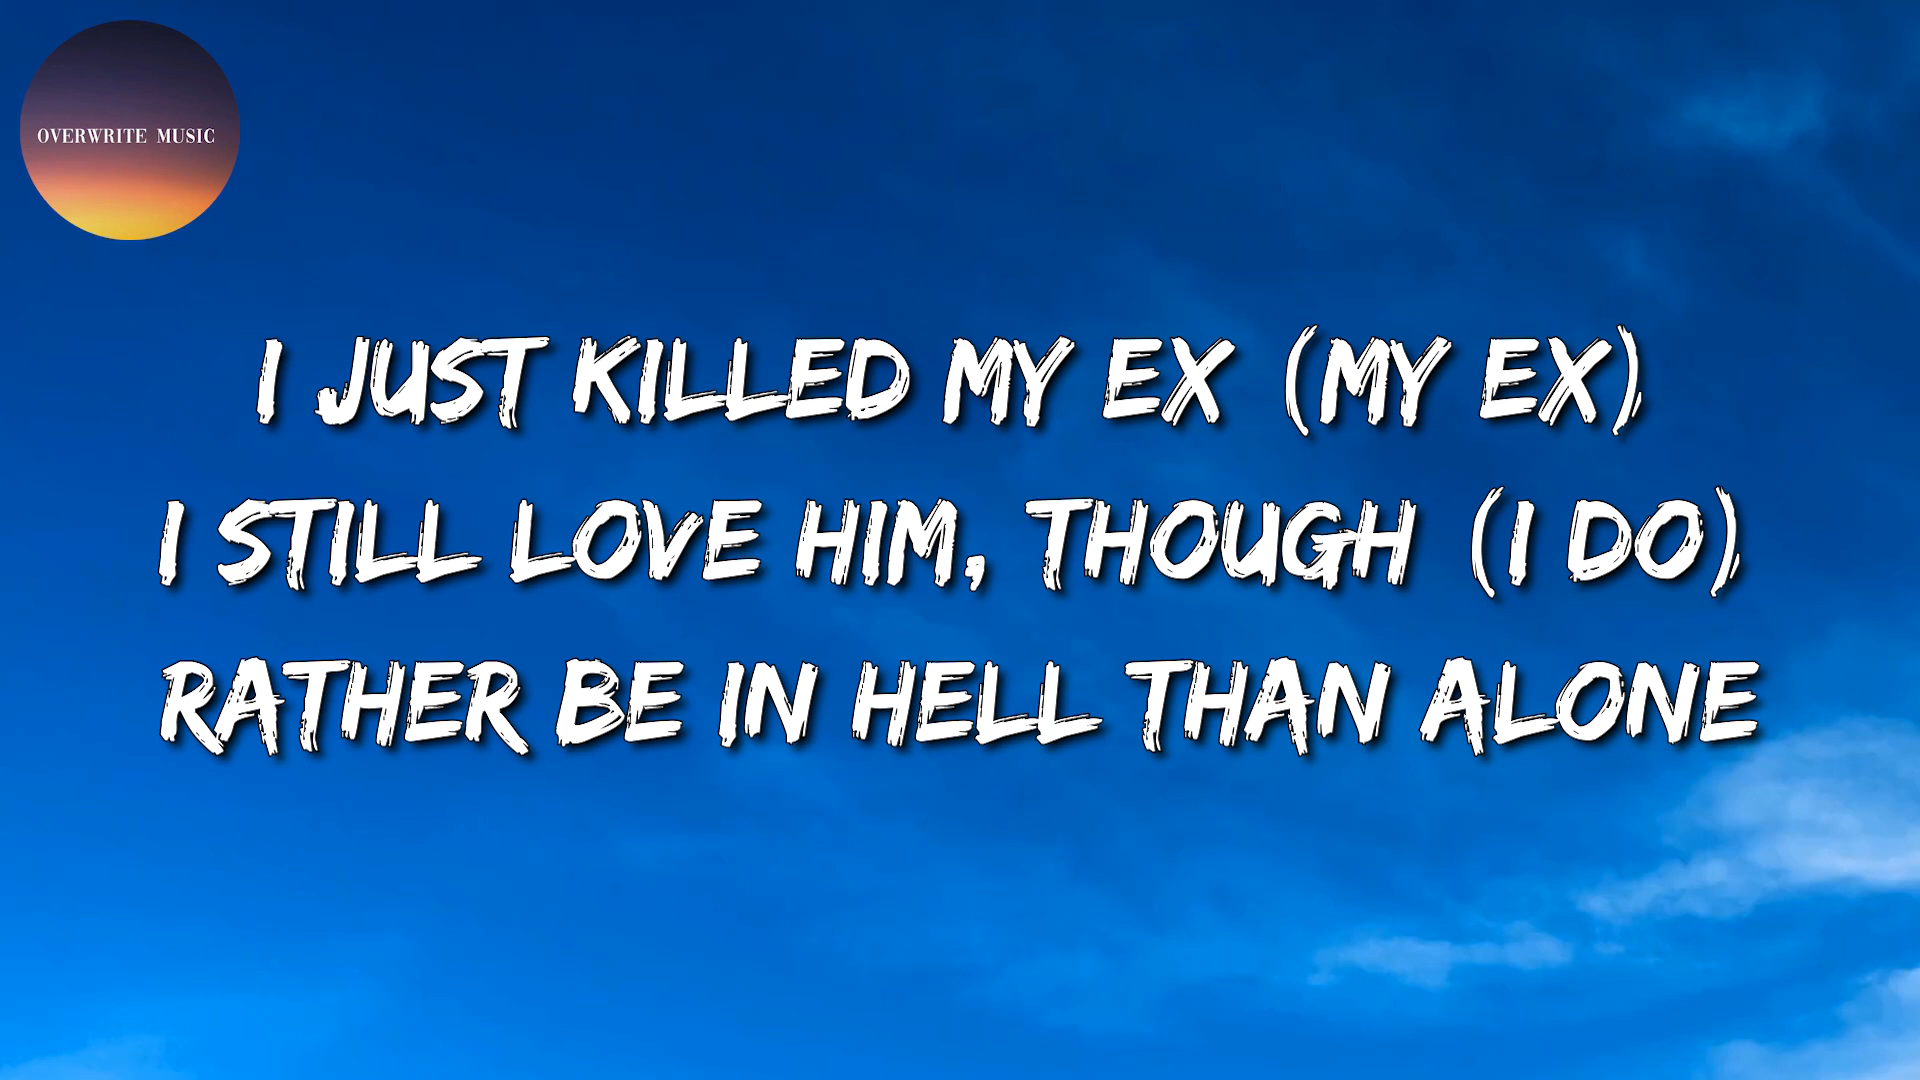 OVERWRITE MUSIC
I JUST KILLED MY EX (MY EX)
I STILL LOVE HIM, THOUGH (I DO)
RATHER BE IN HELL THAN ALONE